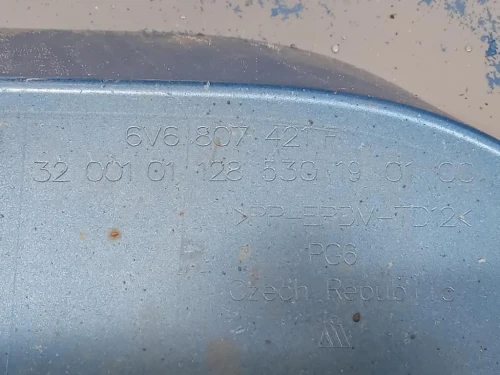 6V6 807 421 F
32 001 01 128 539 19 01 00
>PP-EPDM-TD12<
PC6
Czech Republic